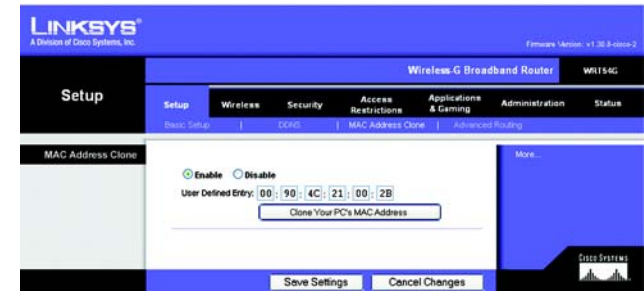 LINKSYS®
A Division of Cisco Systems, Inc.
Firmware Version: v1.30.8-cisco-2
Wireless-G Broadband Router WRT54G
Setup
Setup Wireless Security Access Restrictions Applications & Gaming Administration Status
Basic Setup | DDNS | MAC Address Clone | Advanced Routing
MAC Address Clone
More...
Enable Disable
User Defined Entry: 00 : 90 : 4C : 21 : 00 : 2B
Clone Your PC's MAC Address
CISCO SYSTEMS
Save Settings Cancel Changes